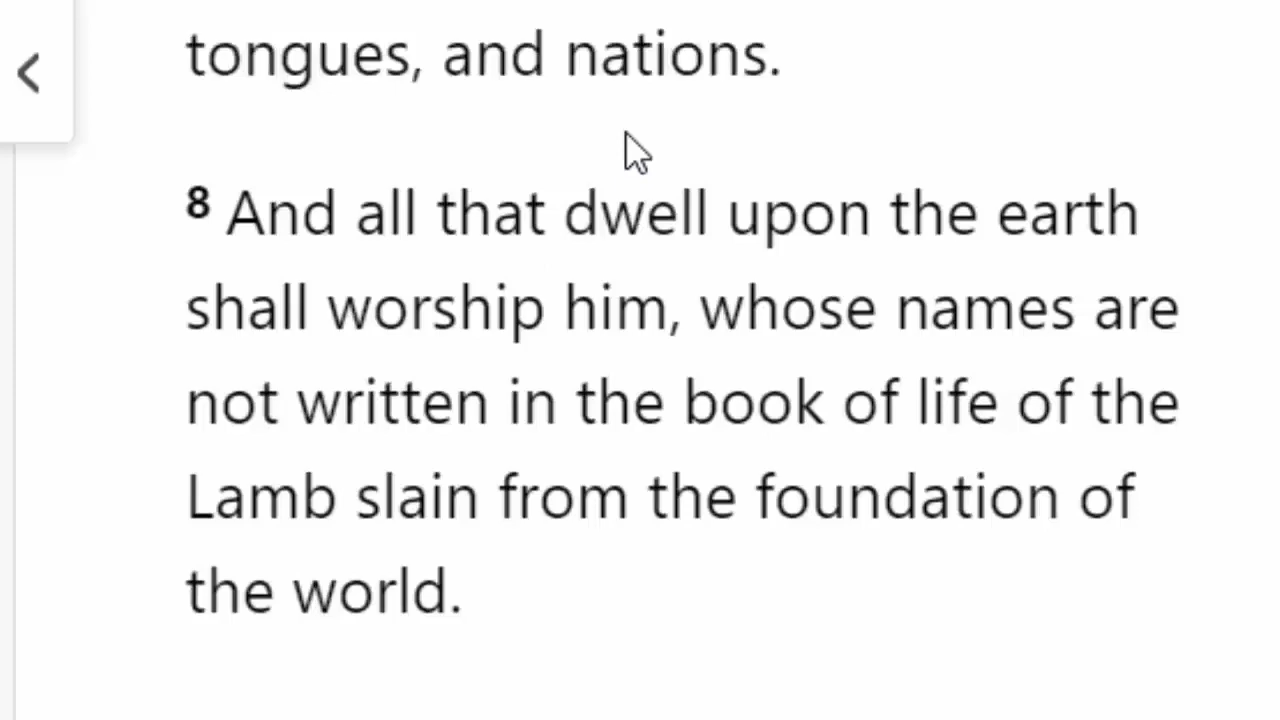 tongues, and nations.
8 And all that dwell upon the earth
shall worship him, whose names are
not written in the book of life of the
Lamb slain from the foundation of
the world.